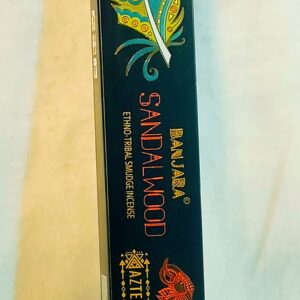 BANJARA®
SANDALWOOD
ETHNO-TRIBAL SMUDGE INCENSE
AZTE